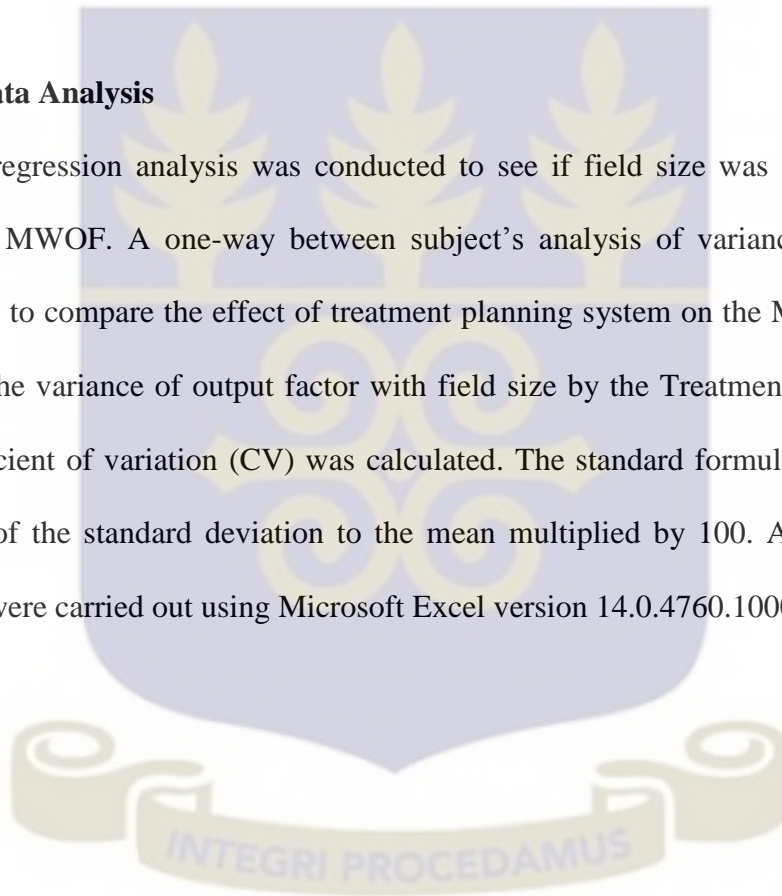 ata Analysis
regression analysis was conducted to see if field size was
MWOF. A one-way between subject’s analysis of varianc
to compare the effect of treatment planning system on the M
he variance of output factor with field size by the Treatmen
cient of variation (CV) was calculated. The standard formul
of the standard deviation to the mean multiplied by 100. A
were carried out using Microsoft Excel version 14.0.4760.1000
INTEGRI PROCEDAMUS